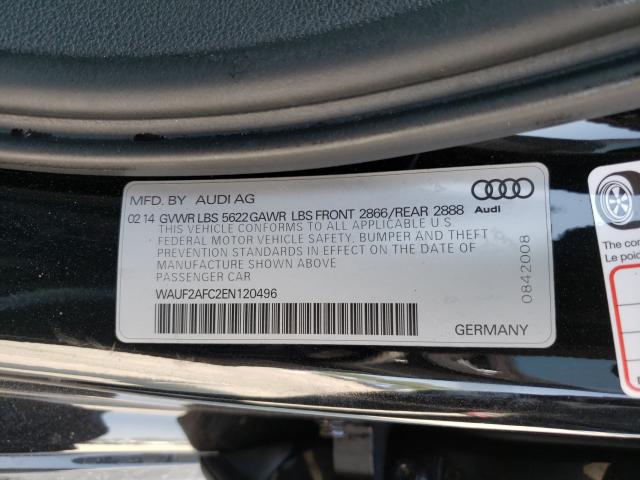 MFD. BY AUDI AG
Audi
02 14 GVWR LBS 5622 GAWR LBS FRONT 2866/REAR 2888
THIS VEHICLE CONFORMS TO ALL APPLICABLE U.S
FEDERAL MOTOR VEHICLE SAFETY, BUMPER AND THEFT
PREVENTION STANDARDS IN EFFECT ON THE DATE OF
MANUFACTURE SHOWN ABOVE
PASSENGER CAR
WAUF2AFC2EN120496
GERMANY
0842008
The co
Le poid